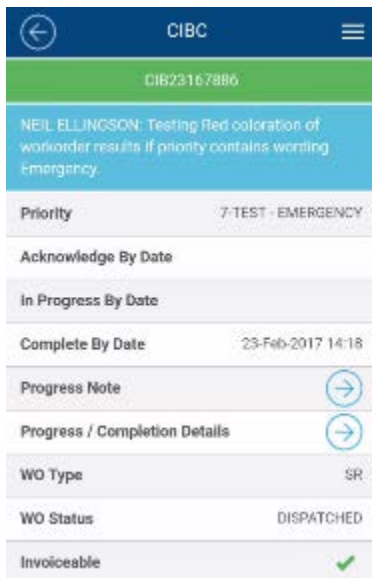 CIBC
CIB23167886
NEIL ELLINGSON: Testing Red coloration of
workorder results if priority contains wording
Emergency.
Priority 7-TEST - EMERGENCY
Acknowledge By Date
In Progress By Date
Complete By Date 23-Feb-2017 14:18
Progress Note
Progress / Completion Details
WO Type SR
WO Status DISPATCHED
Invoiceable